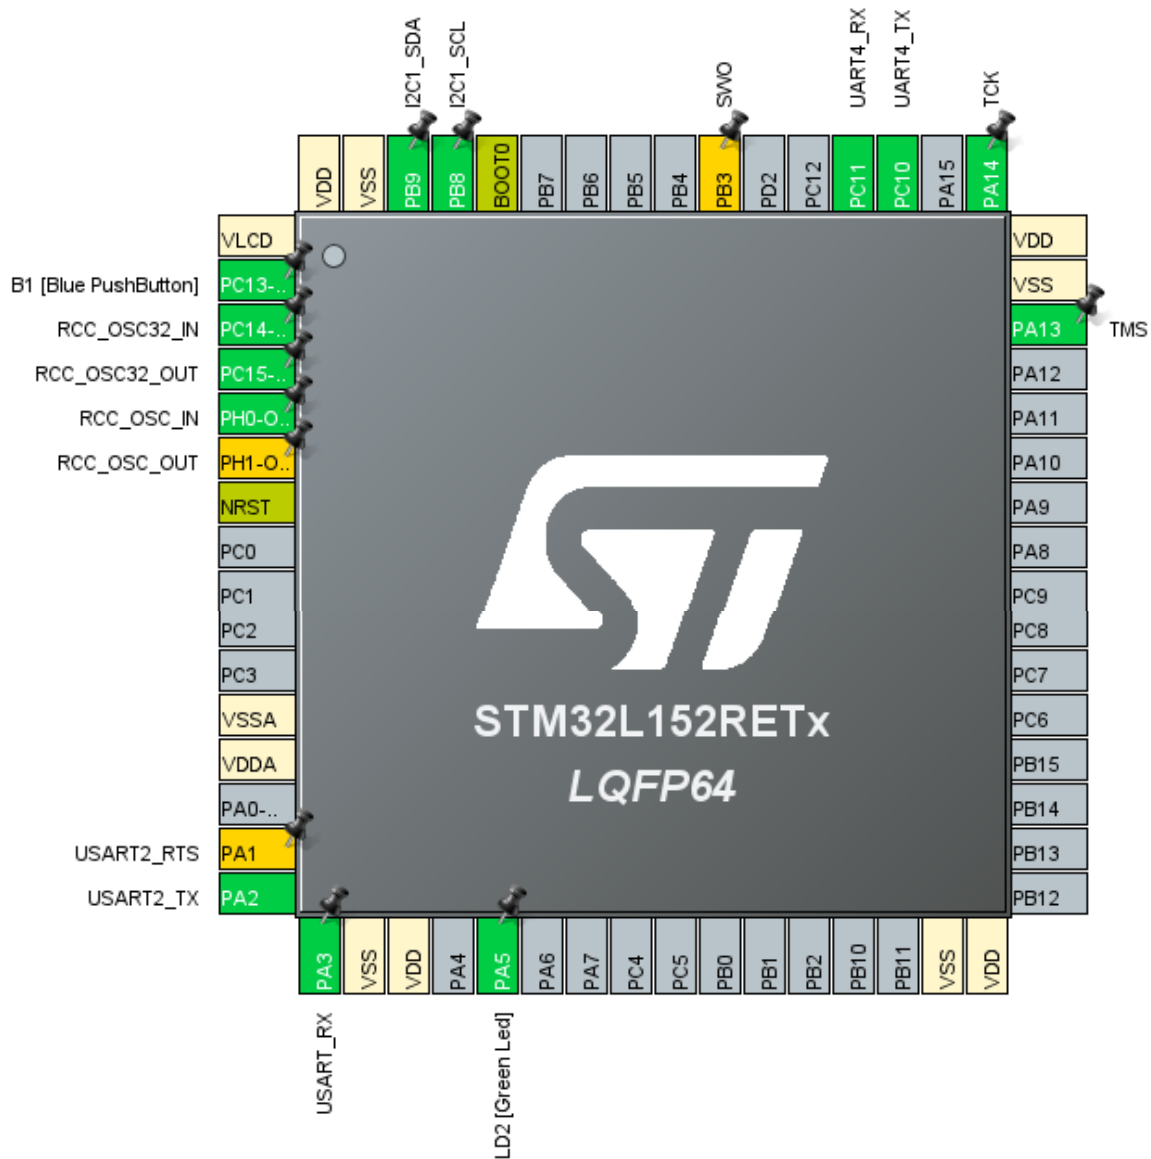 I2C1_SDA
I2C1_SCL
SWO
UART4_RX
UART4_TX
TCK
VDD
VSS
PB9
PB8
BOOT0
PB7
PB6
PB5
PB4
PB3
PD2
PC12
PC11
PC10
PA15
PA14
VLCD
VDD
B1 [Blue PushButton] PC13-..
VSS
RCC_OSC32_IN PC14-..
PA13 TMS
RCC_OSC32_OUT PC15-..
PA12
RCC_OSC_IN PH0-O..
PA11
RCC_OSC_OUT PH1-O..
PA10
NRST
PA9
PC0
PA8
PC1
PC9
PC2
PC8
PC3
PC7
VSSA
PC6
VDDA
PB15
PA0-..
PB14
USART2_RTS PA1
PB13
USART2_TX PA2
PB12
ST
STM32L152RETx
LQFP64
PA3
VSS
VDD
PA4
PA5
PA6
PA7
PC4
PC5
PB0
PB1
PB2
PB10
PB11
VSS
VDD
USART_RX
LD2 [Green Led]